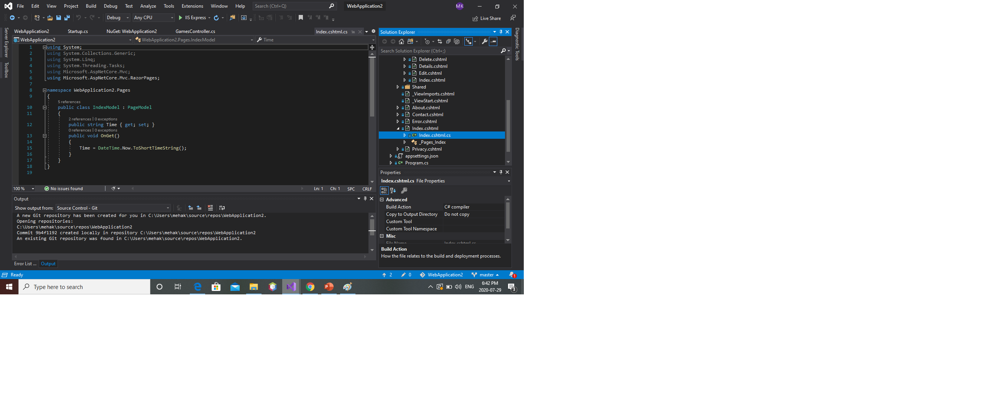 File Edit View Project Build Debug Test Analyze Tools Extensions Window Help Search (Ctrl+Q) WebApplication2 MK
Debug Any CPU IIS Express Live Share
Server Explorer
Toolbox
WebApplication2 Startup.cs NuGet: WebApplication2 GamesController.cs Index.cshtml.cs
WebApplication2 WebApplication2.Pages.IndexModel Time
1 using System;
2 using System.Collections.Generic;
3 using System.Linq;
4 using System.Threading.Tasks;
5 using Microsoft.AspNetCore.Mvc;
6 using Microsoft.AspNetCore.Mvc.RazorPages;
7
8 namespace WebApplication2.Pages
9 {
5 references
10 public class IndexModel : PageModel
11 {
2 references | 0 exceptions
12 public string Time { get; set; }
0 references | 0 exceptions
13 public void OnGet()
14 {
15 Time = DateTime.Now.ToShortTimeString();
16 }
17 }
18 }
19
100 % No issues found Ln: 1 Ch: 1 SPC CRLF
Output
Show output from: Source Control - Git
A new Git repository has been created for you in C:\Users\mehak\source\repos\WebApplication2.
Opening repositories:
C:\Users\mehak\source\repos\WebApplication2
Commit 9b4f1192 created locally in repository C:\Users\mehak\source\repos\WebApplication2
An existing Git repository was found in C:\Users\mehak\source\repos\WebApplication2.
Error List ... Output
Solution Explorer
Search Solution Explorer (Ctrl+;)
Delete.cshtml
Details.cshtml
Edit.cshtml
Index.cshtml
Shared
_ViewImports.cshtml
_ViewStart.cshtml
About.cshtml
Contact.cshtml
Error.cshtml
Index.cshtml
C# Index.cshtml.cs
_Pages_Index
Privacy.cshtml
appsettings.json
C# Program.cs
Properties
Index.cshtml.cs File Properties
Advanced
Build Action C# compiler
Copy to Output Directory Do not copy
Custom Tool
Custom Tool Namespace
Misc
File Name Index.cshtml.cs
Build Action
How the file relates to the build and deployment processes.
Diagnostic Tools
Ready 2 0 WebApplication2 master 1
Type here to search ENG 6:42 PM
2020-07-29 3